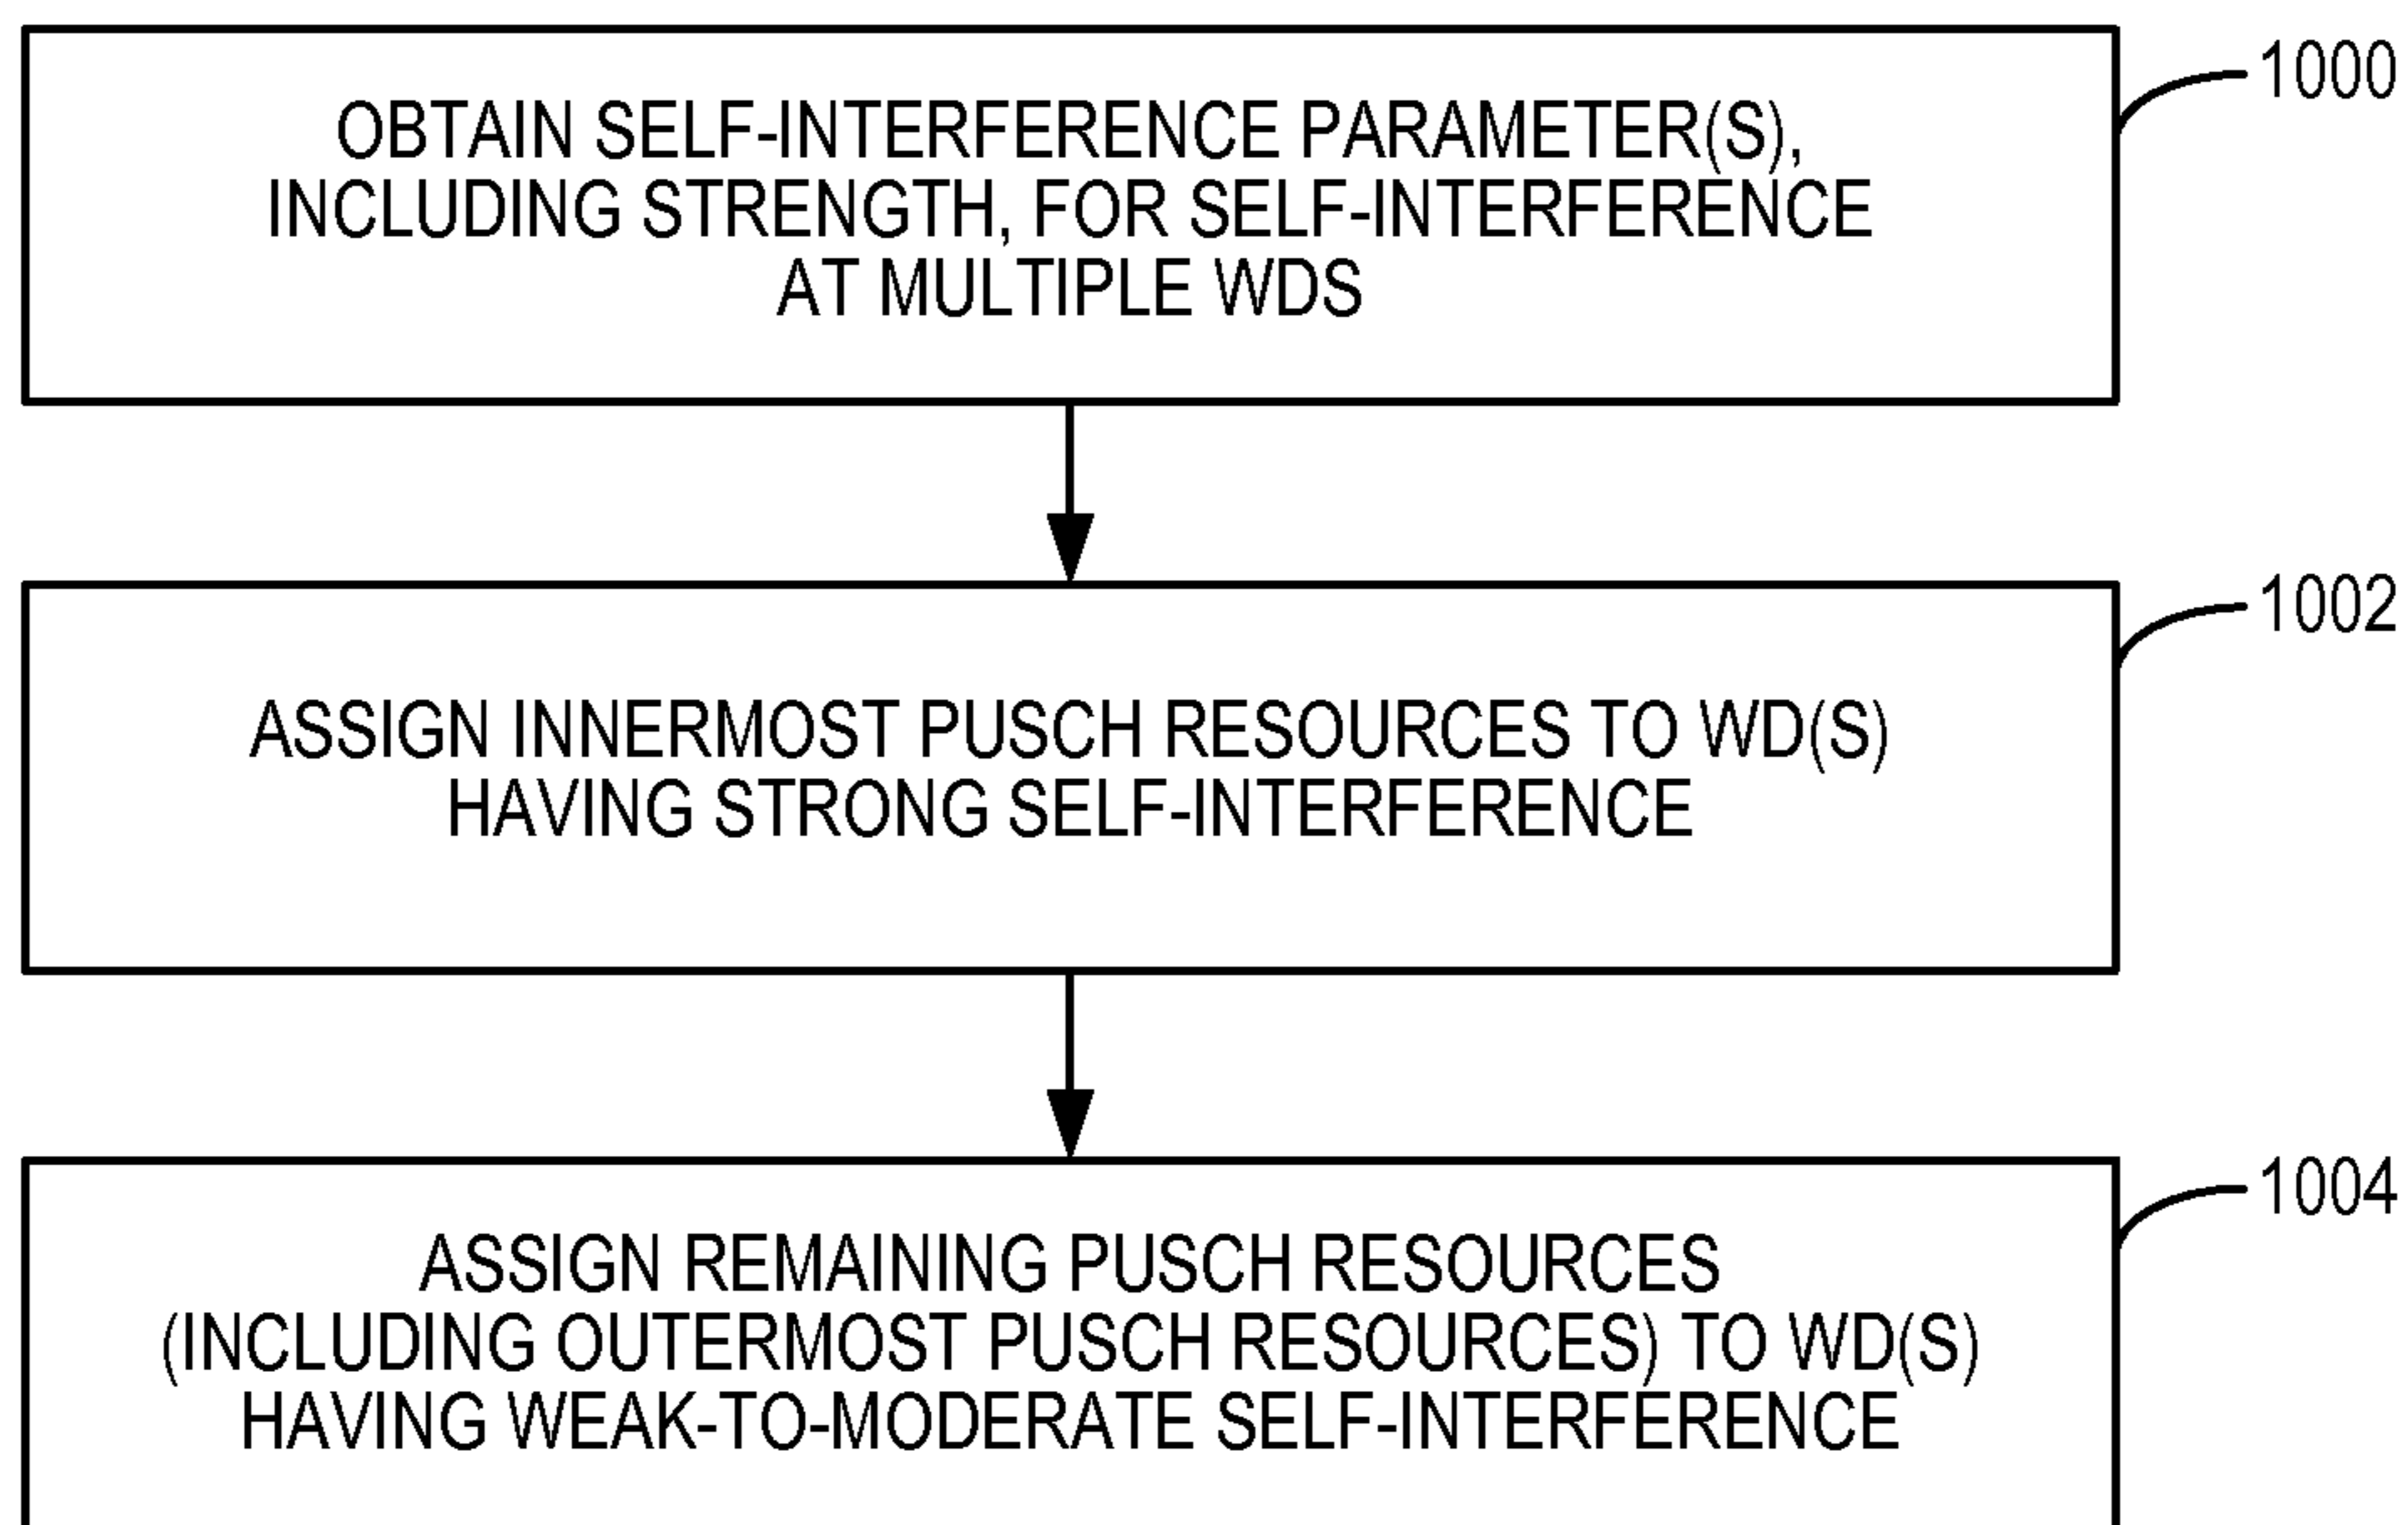 1000
OBTAIN SELF-INTERFERENCE PARAMETER(S),
INCLUDING STRENGTH, FOR SELF-INTERFERENCE
AT MULTIPLE WDS
1002
ASSIGN INNERMOST PUSCH RESOURCES TO WD(S)
HAVING STRONG SELF-INTERFERENCE
1004
ASSIGN REMAINING PUSCH RESOURCES
(INCLUDING OUTERMOST PUSCH RESOURCES) TO WD(S)
HAVING WEAK-TO-MODERATE SELF-INTERFERENCE